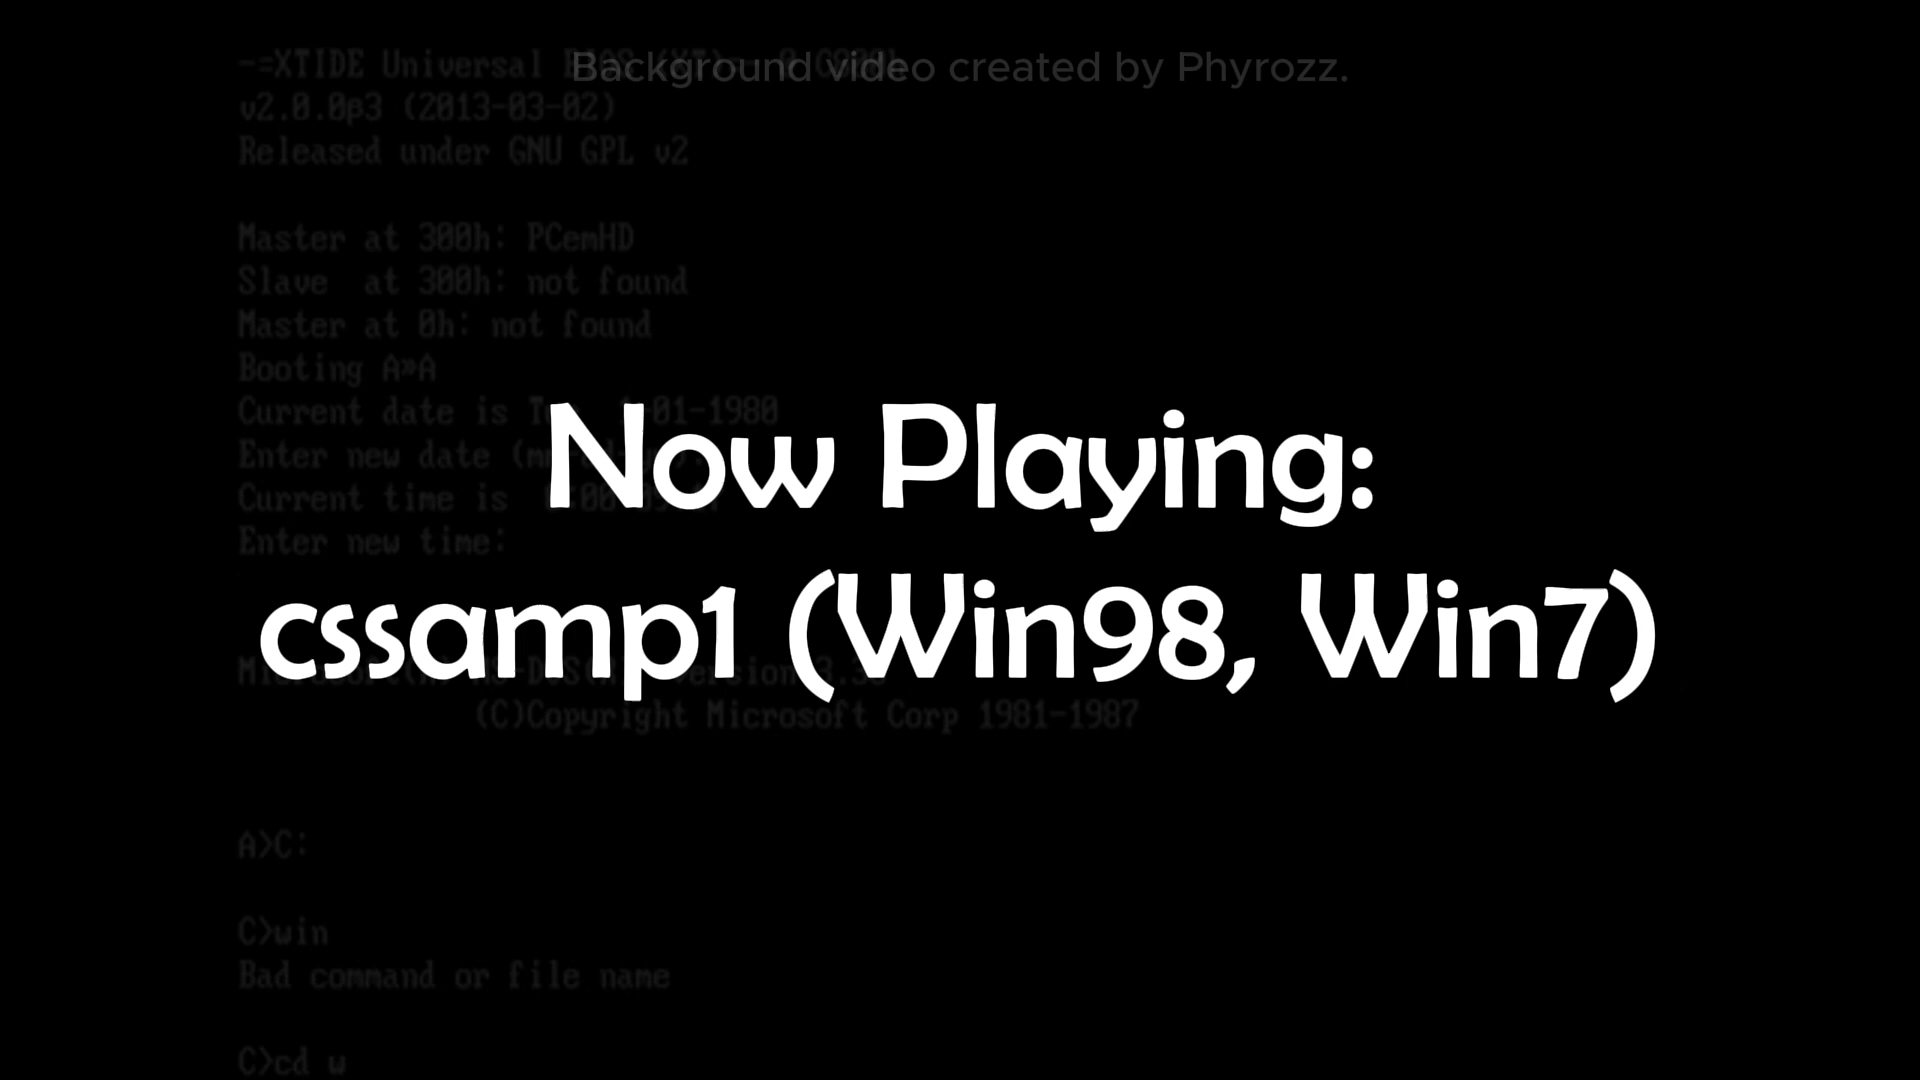 -=XTIDE Universal
Background video created by Phyrozz.
v2.0.0β3 (2013-03-02)
Released under GNU GPL v2
Master at 300h: PCemHD
Slave  at 300h: not found
Master at 0h: not found
Booting A»A
Current date is 01-1980
Enter new date
Now Playing:
Current time is
Enter new time:
cssamp1 (Win98, Win7)
(C)Copyright Microsoft Corp 1981-1987
A>C:
C>win
Bad command or file name
C>cd w